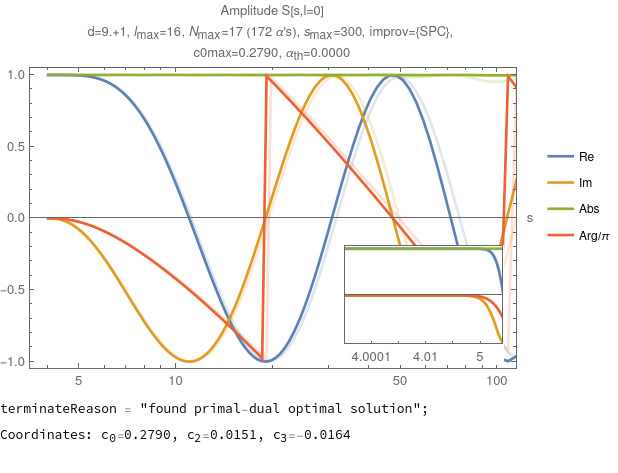 Amplitude S[s,l=0]
d=9.+1, lmax=16, Nmax=17 (172 α's), smax=300, improv={SPC},
c0max=0.2790, αth=0.0000
1.0
0.5
0.0
-0.5
-1.0
s
4.0001 4.01 5
5 10 50 100
Re
Im
Abs
Arg/π
terminateReason = "found primal-dual optimal solution";
Coordinates: c0=0.2790, c2=0.0151, c3=-0.0164